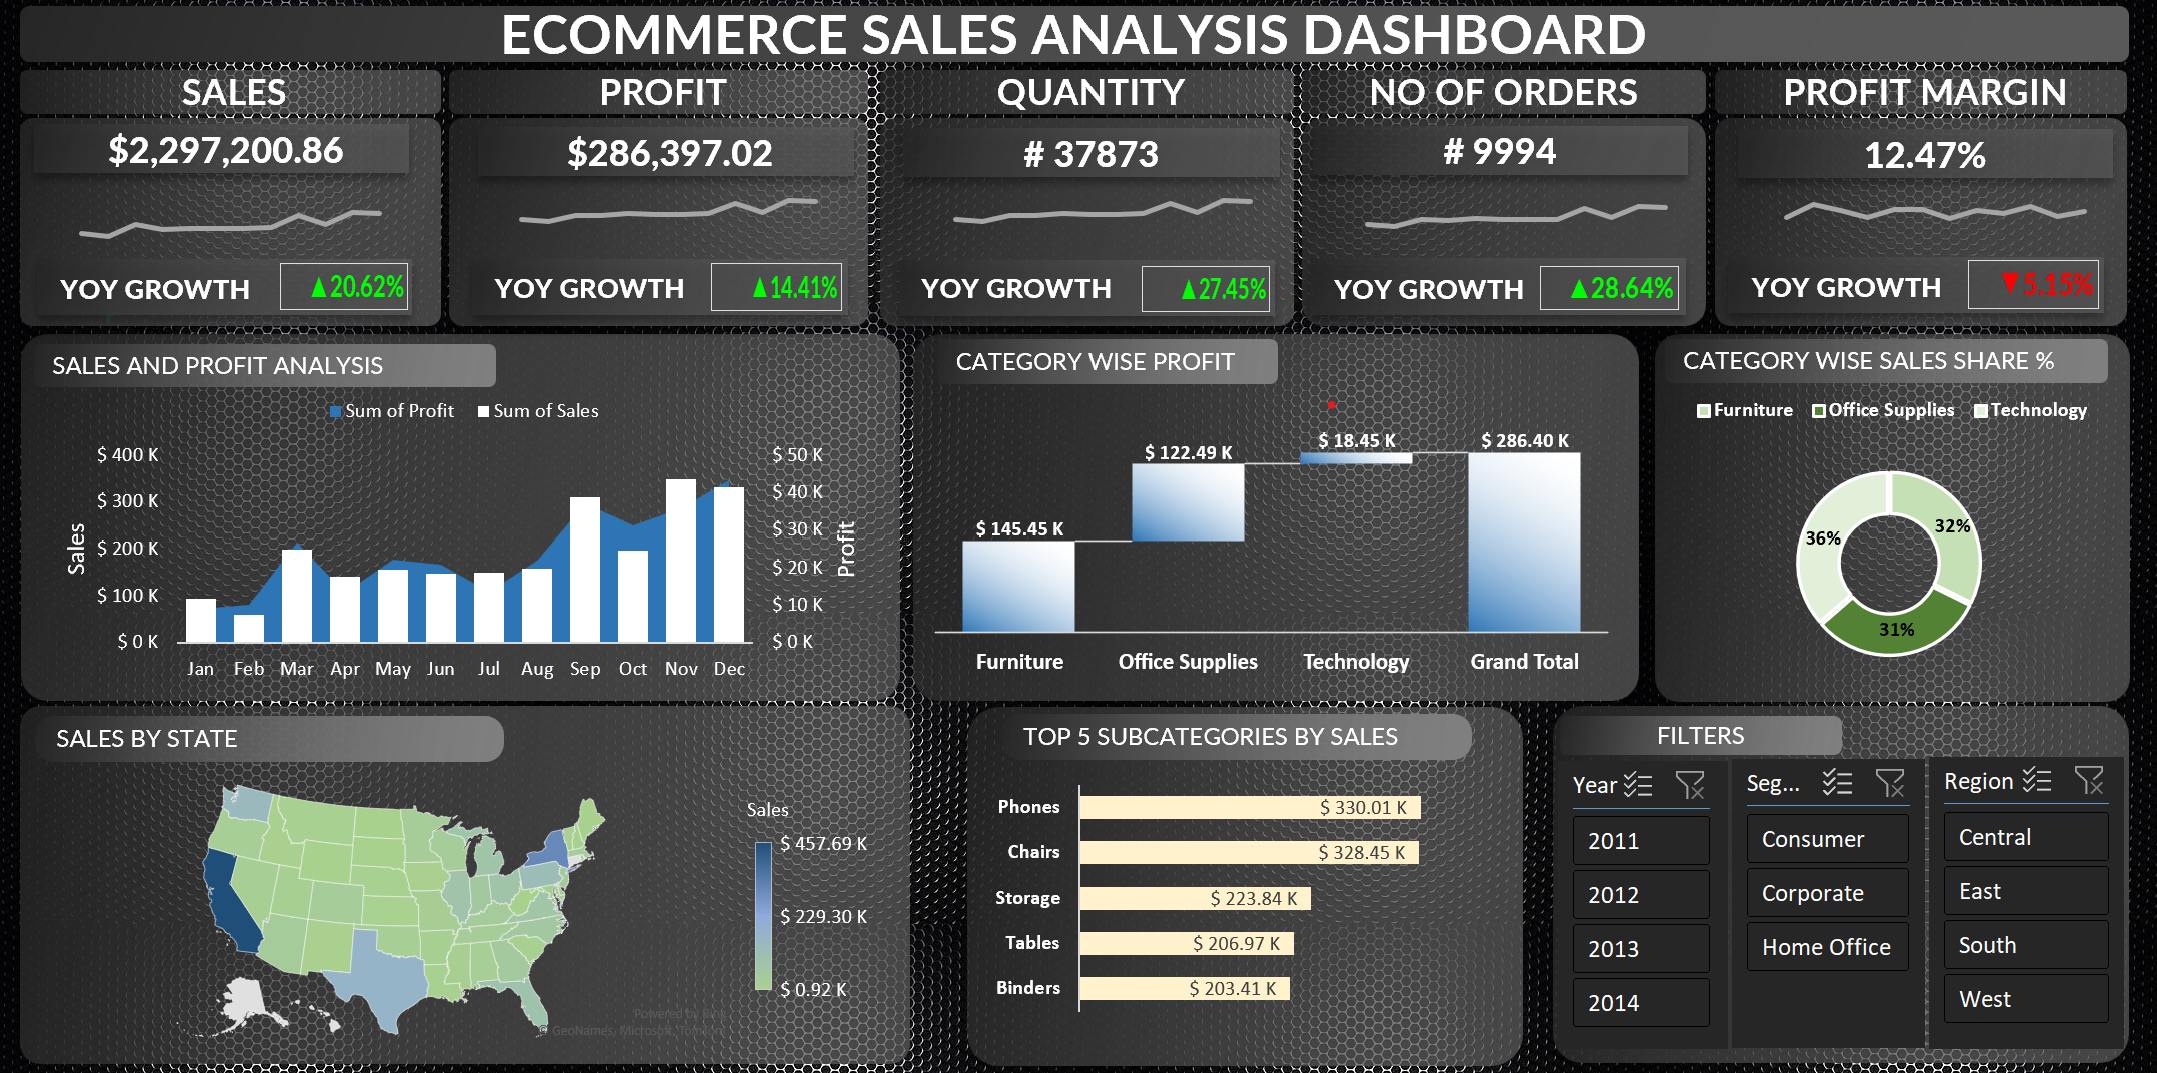 ECOMMERCE SALES ANALYSIS DASHBOARD
SALES
$2,297,200.86
YOY GROWTH ▲20.62%
PROFIT
$286,397.02
YOY GROWTH ▲14.41%
QUANTITY
# 37873
YOY GROWTH ▲27.45%
NO OF ORDERS
# 9994
YOY GROWTH ▲28.64%
PROFIT MARGIN
12.47%
YOY GROWTH ▼5.15%
SALES AND PROFIT ANALYSIS
Sum of Profit Sum of Sales
Sales
$ 400 K
$ 300 K
$ 200 K
$ 100 K
$ 0 K
$ 50 K
$ 40 K
$ 30 K
$ 20 K
$ 10 K
$ 0 K
Profit
Jan Feb Mar Apr May Jun Jul Aug Sep Oct Nov Dec
CATEGORY WISE PROFIT
$ 145.45 K
$ 122.49 K
$ 18.45 K
$ 286.40 K
Furniture Office Supplies Technology Grand Total
CATEGORY WISE SALES SHARE %
Furniture Office Supplies Technology
36%
32%
31%
SALES BY STATE
Sales
$ 457.69 K
$ 229.30 K
$ 0.92 K
Powered by
© GeoNames, Microsoft, TomTom
TOP 5 SUBCATEGORIES BY SALES
Phones $ 330.01 K
Chairs $ 328.45 K
Storage $ 223.84 K
Tables $ 206.97 K
Binders $ 203.41 K
FILTERS
Year
2011
2012
2013
2014
Seg...
Consumer
Corporate
Home Office
Region
Central
East
South
West